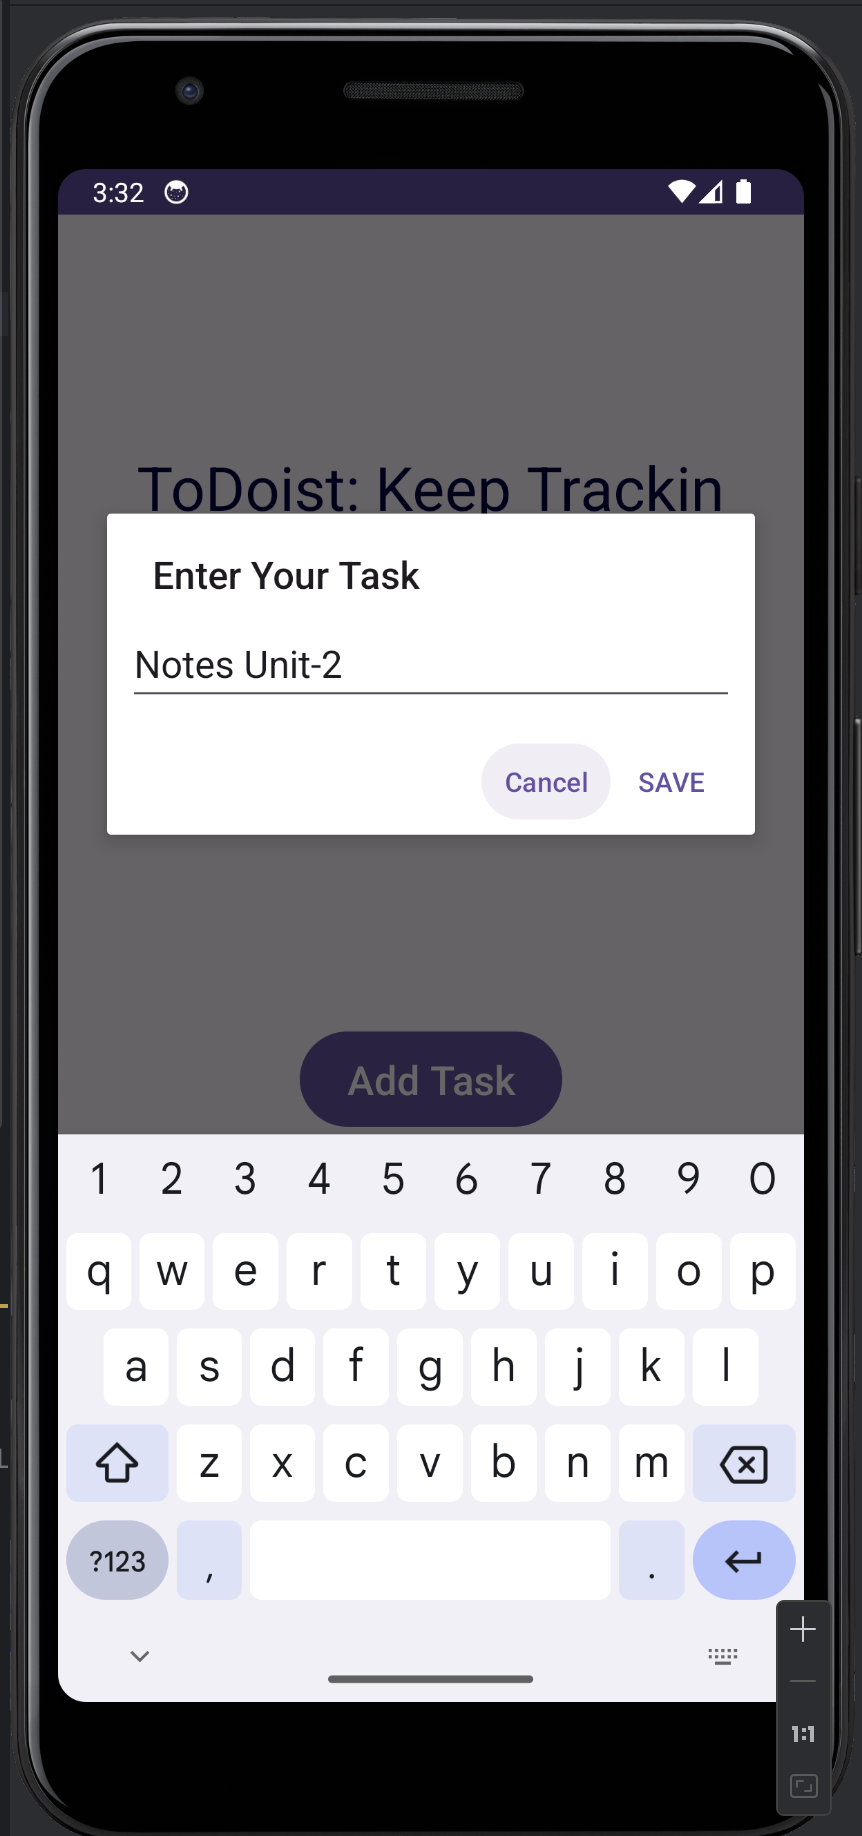 3:32
ToDoist: Keep Trackin
Enter Your Task
Notes Unit-2
Cancel SAVE
Add Task
1 2 3 4 5 6 7 8 9 0
q w e r t y u i o p
a s d f g h j k l
z x c v b n m
?123 , .
1:1